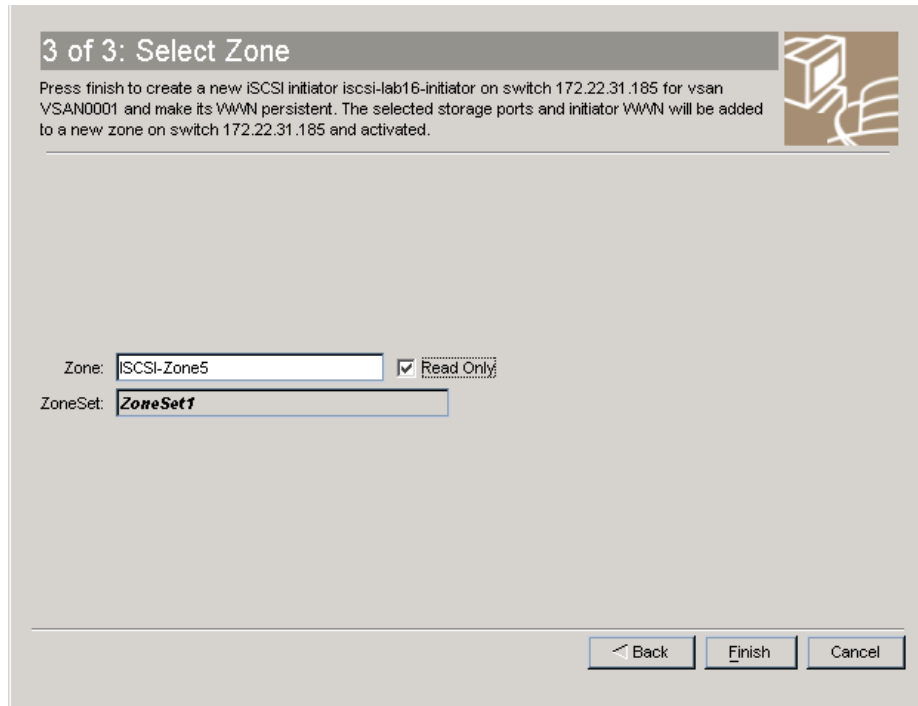 3 of 3: Select Zone
Press finish to create a new iSCSI initiator iscsi-lab16-initiator on switch 172.22.31.185 for vsan
VSAN0001 and make its WWN persistent. The selected storage ports and initiator WWN will be added
to a new zone on switch 172.22.31.185 and activated.
Zone: ISCSI-Zone5 Read Only
ZoneSet: ZoneSet1
Back Finish Cancel